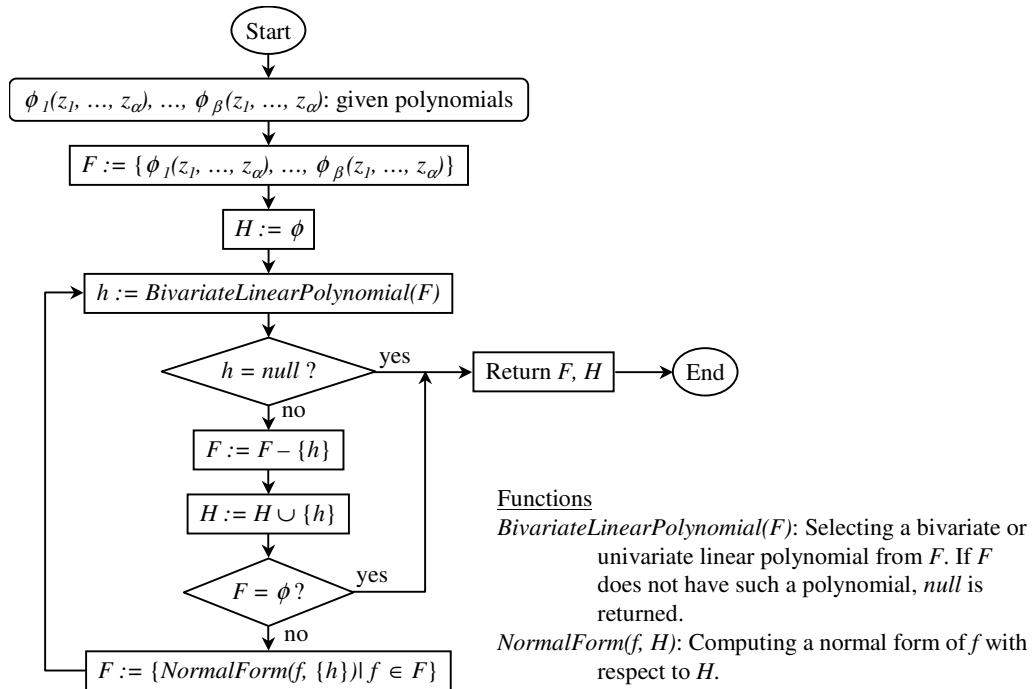 Start
ϕ 1(z1, ..., zα), ..., ϕ β(z1, ..., zα): given polynomials
F := {ϕ 1(z1, ..., zα), ..., ϕ β(z1, ..., zα)}
H := ϕ
h := BivariateLinearPolynomial(F)
h = null ?
yes
Return F, H
End
no
F := F – {h}
H := H ∪ {h}
F = ϕ ?
yes
no
F := {NormalForm(f, {h})| f ∈ F}
Functions
BivariateLinearPolynomial(F): Selecting a bivariate or
univariate linear polynomial from F. If F
does not have such a polynomial, null is
returned.
NormalForm(f, H): Computing a normal form of f with
respect to H.